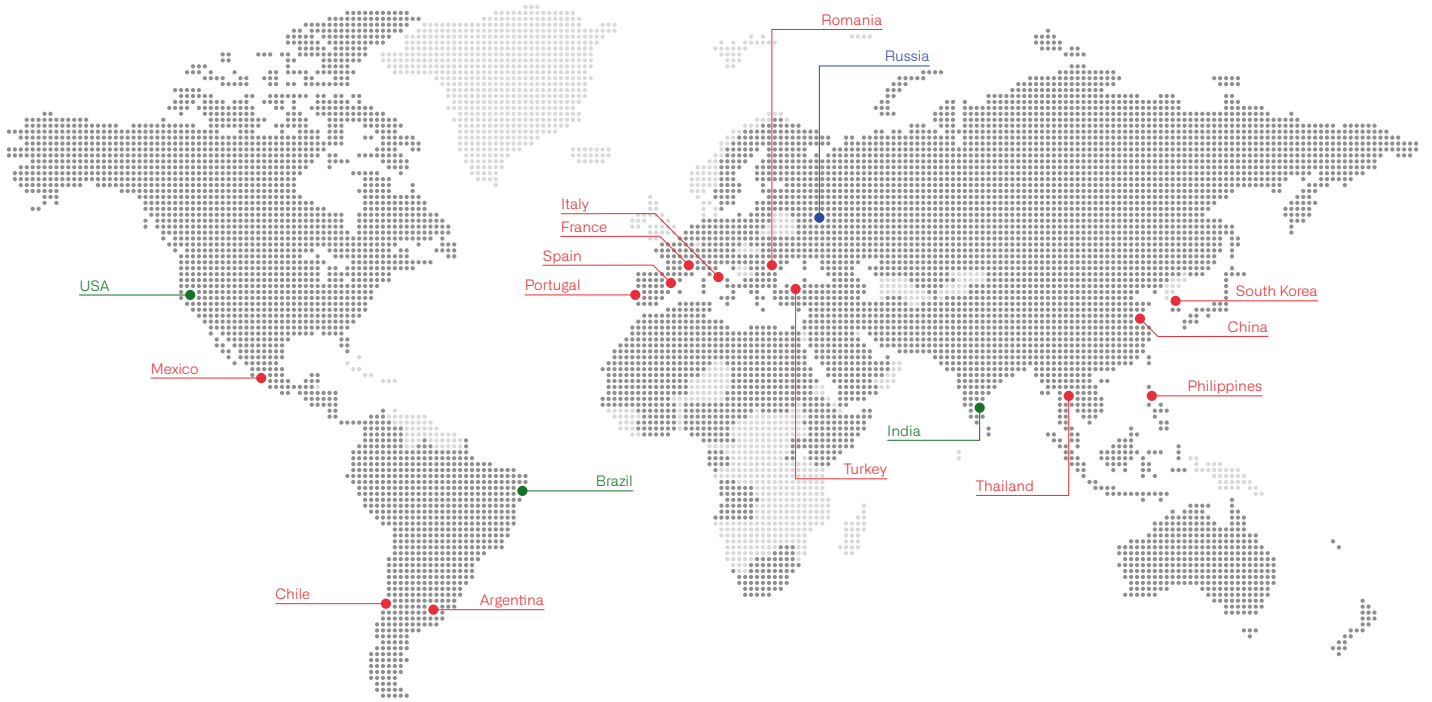 Romania
Russia
Italy
France
Spain
Portugal
USA
South Korea
China
Mexico
Philippines
India
Turkey
Brazil
Thailand
Chile
Argentina